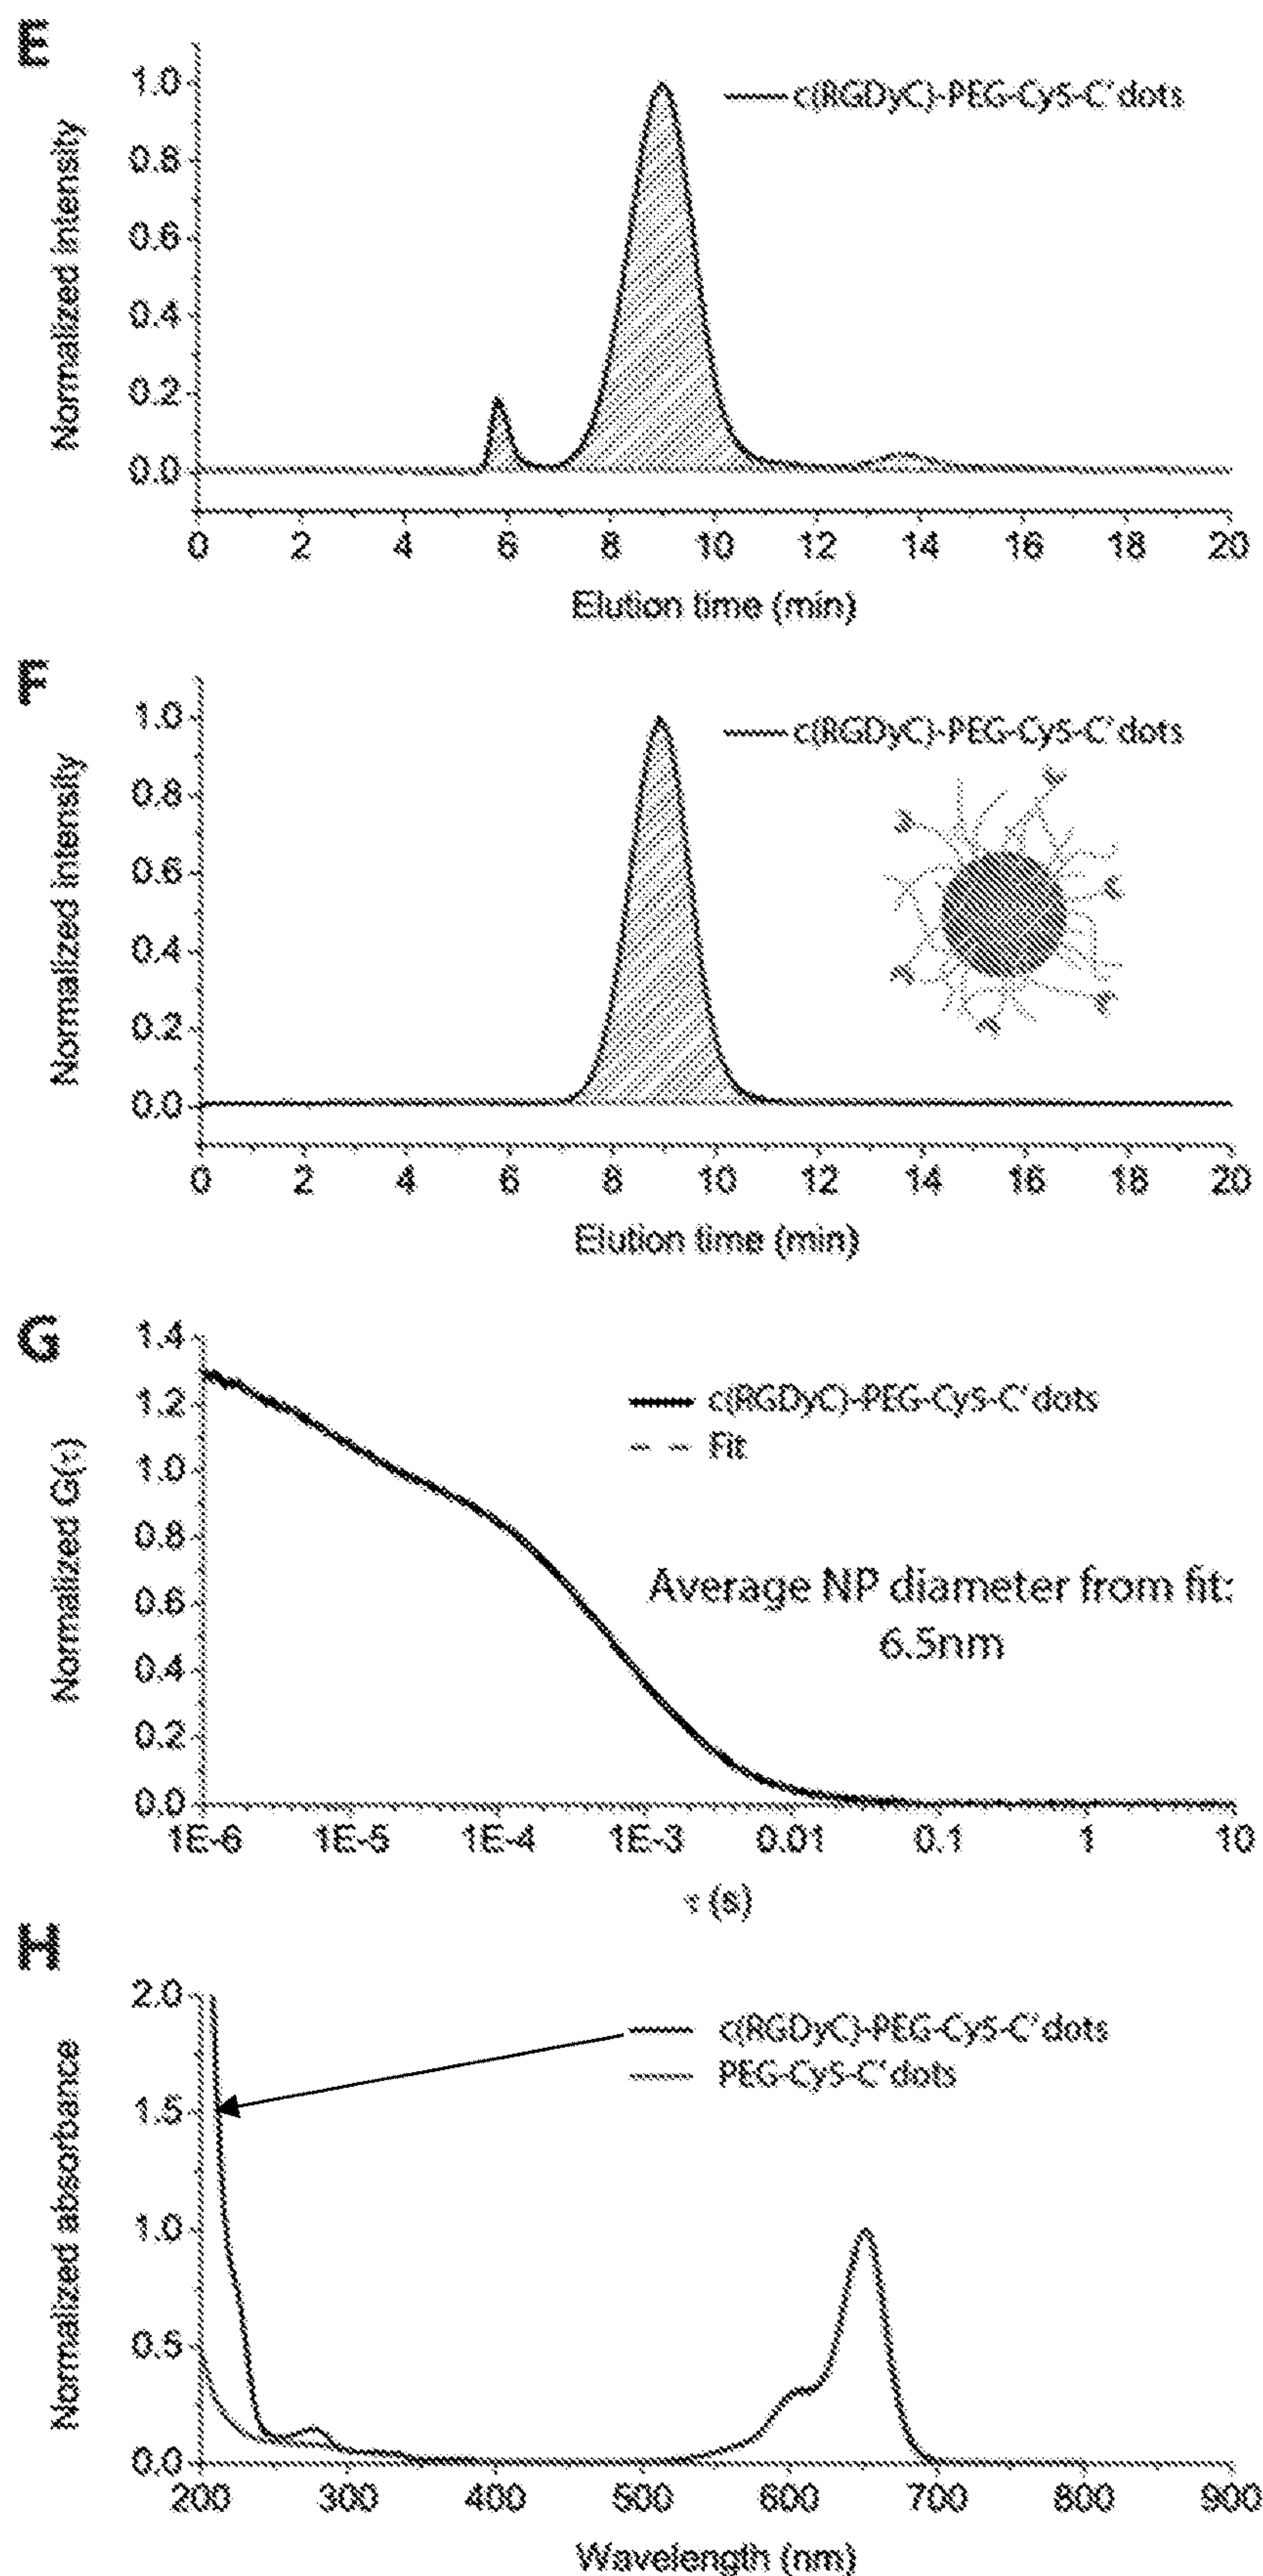 E
c(RGDyC)-PEG-Cy5-C'dots
Normalized intensity
1.0
0.8
0.6
0.4
0.2
0.0
0 2 4 6 8 10 12 14 16 18 20
Elution time (min)
F
c(RGDyC)-PEG-Cy5-C'dots
Normalized intensity
1.0
0.8
0.6
0.4
0.2
0.0
0 2 4 6 8 10 12 14 16 18 20
Elution time (min)
G
c(RGDyC)-PEG-Cy5-C'dots
Fit
Average NP diameter from fit:
6.5nm
Normalized G(τ)
1.4
1.2
1.0
0.8
0.6
0.4
0.2
0.0
1E-6 1E-5 1E-4 1E-3 0.01 0.1 1 10
τ (s)
H
c(RGDyC)-PEG-Cy5-C'dots
PEG-Cy5-C'dots
Normalized absorbance
2.0
1.5
1.0
0.5
0.0
200 300 400 500 600 700 800 900
Wavelength (nm)